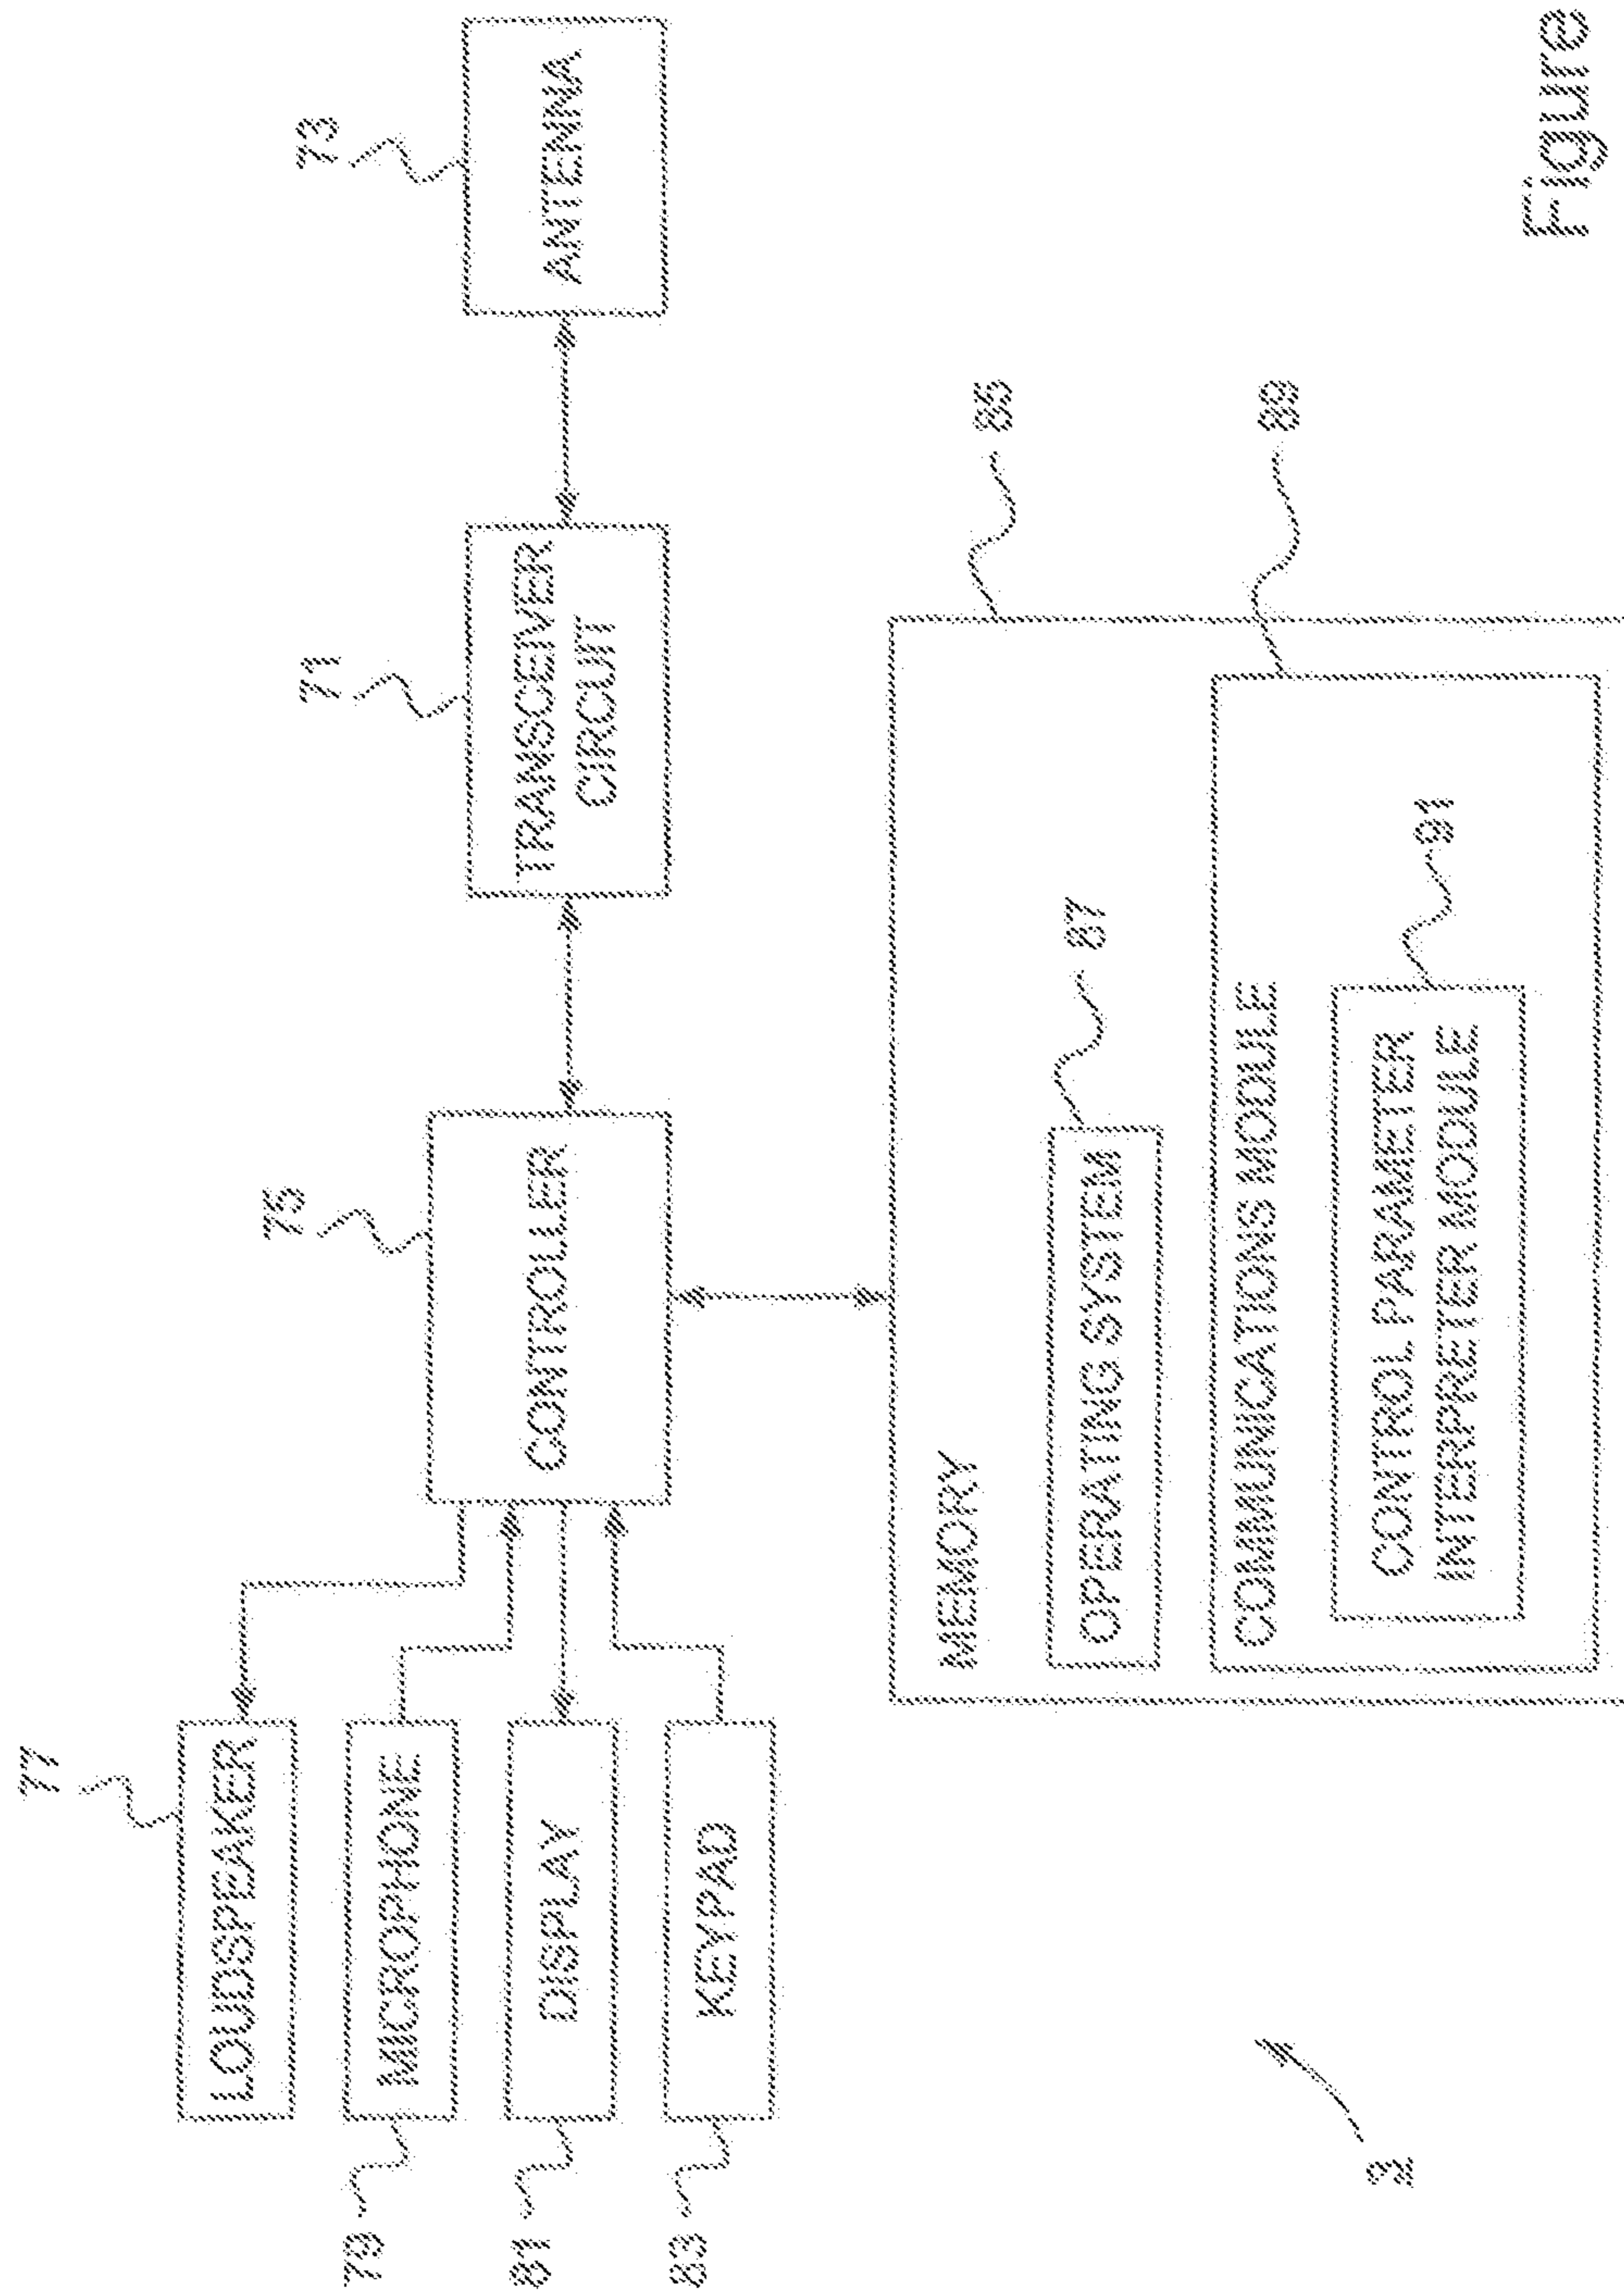 77
LOUDSPEAKER
79
MICROPHONE
81
DISPLAY
83
KEYPAD
75
CONTROLLER
71
TRANSCEIVER
CIRCUIT
73
ANTENNA
85
MEMORY
87
OPERATING SYSTEM
89
COMMUNICATIONS MODULE
91
CONTROL PARAMETER
INTERPRETER MODULE
3
Figure